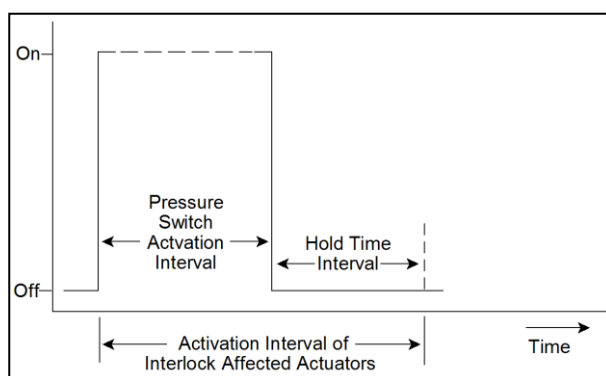 On
Pressure
Switch
Actvation
Interval
Hold Time
Interval
Off
Activation Interval of
Interlock Affected Actuators
Time